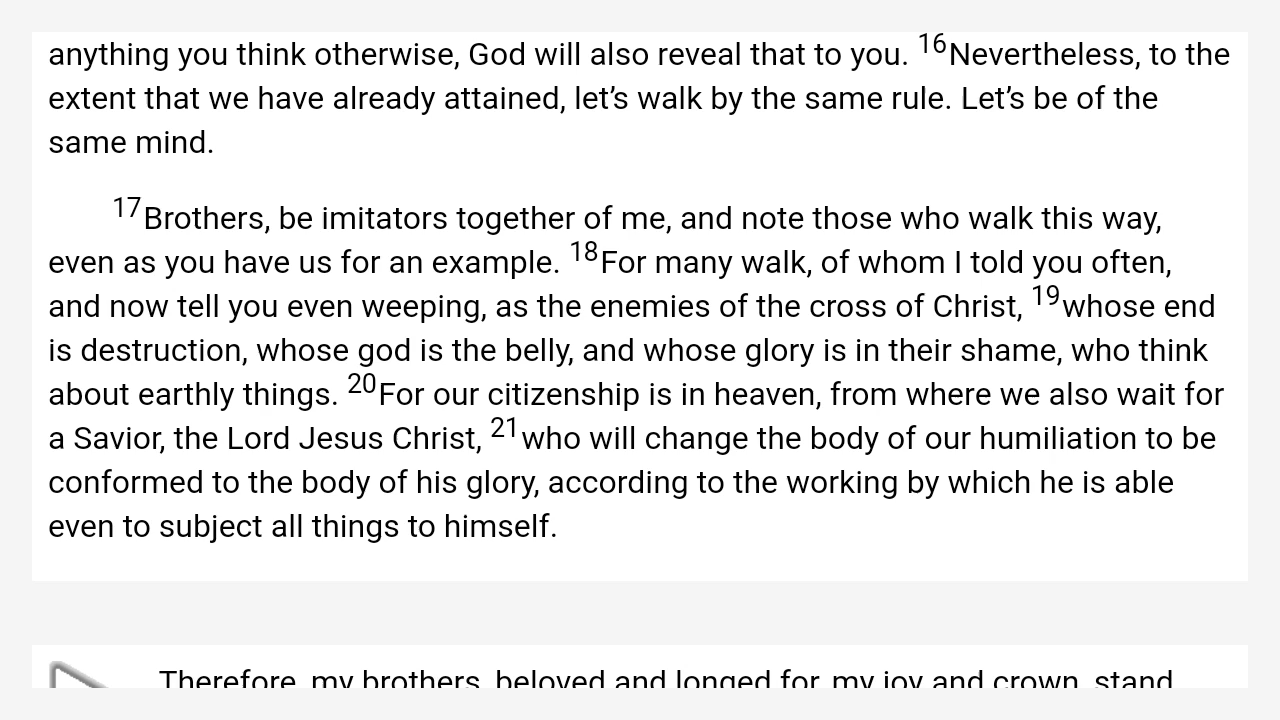 anything you think otherwise, God will also reveal that to you. 16Nevertheless, to the
extent that we have already attained, let’s walk by the same rule. Let’s be of the
same mind.
17Brothers, be imitators together of me, and note those who walk this way,
even as you have us for an example. 18For many walk, of whom I told you often,
and now tell you even weeping, as the enemies of the cross of Christ, 19whose end
is destruction, whose god is the belly, and whose glory is in their shame, who think
about earthly things. 20For our citizenship is in heaven, from where we also wait for
a Savior, the Lord Jesus Christ, 21who will change the body of our humiliation to be
conformed to the body of his glory, according to the working by which he is able
even to subject all things to himself.
Therefore, my brothers, beloved and longed for, my joy and crown, stand